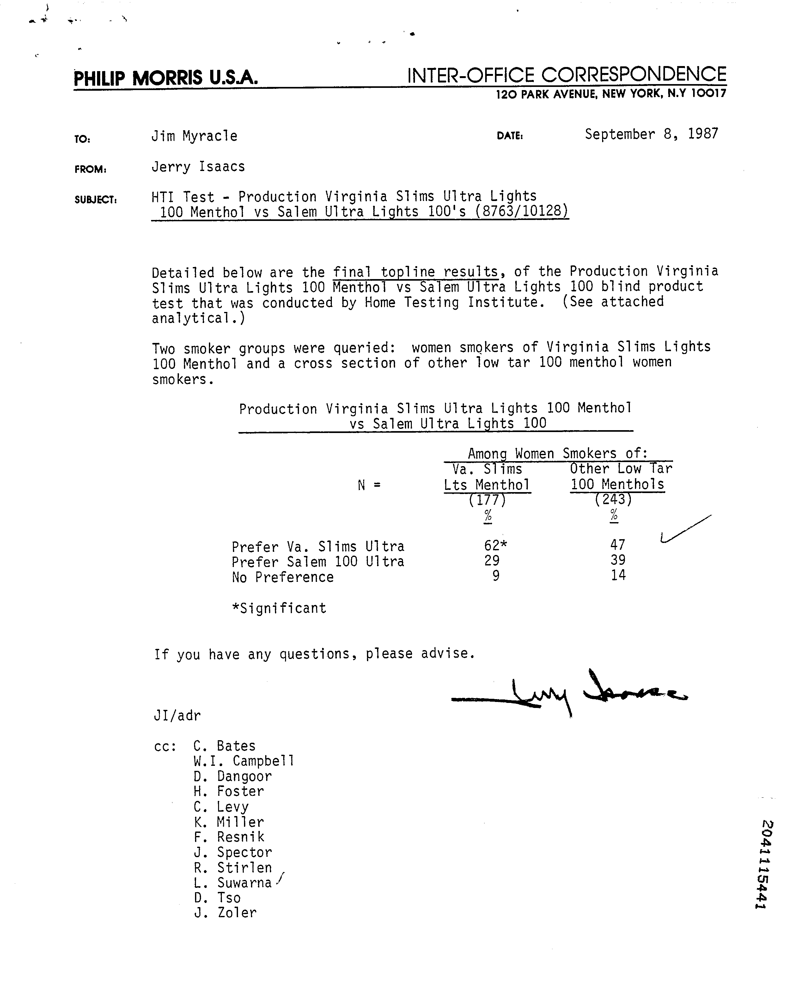 PHILIP MORRIS U.S.A. INTER-OFFICE CORRESPONDENCE
120 PARK AVENUE, NEW YORK, N.Y 10017
TO: Jim Myracle DATE: September 8, 1987
FROM: Jerry Isaacs
SUBJECT: HTI Test - Production Virginia Slims Ultra Lights
100 Menthol vs Salem Ultra Lights 100's (8763/10128)
Detailed below are the final topline results, of the Production Virginia
Slims Ultra Lights 100 Menthol vs Salem Ultra Lights 100 blind product
test that was conducted by Home Testing Institute. (See attached
analytical.)
Two smoker groups were queried: women smokers of Virginia Slims Lights
100 Menthol and a cross section of other low tar 100 menthol women
smokers.
Production Virginia Slims Ultra Lights 100 Menthol
vs Salem Ultra Lights 100
Among Women Smokers of:
Va. Slims Other Low Tar
N = Lts Menthol 100 Menthols
(177) (243)
% %
Prefer Va. Slims Ultra 62* 47
Prefer Salem 100 Ultra 29 39
No Preference 9 14
*Significant
If you have any questions, please advise.
Jerry Isaacs
JI/adr
cc: C. Bates
W.I. Campbell
D. Dangoor
H. Foster
C. Levy
K. Miller
F. Resnik
J. Spector
R. Stirlen
L. Suwarna
D. Tso
J. Zoler
2041115441